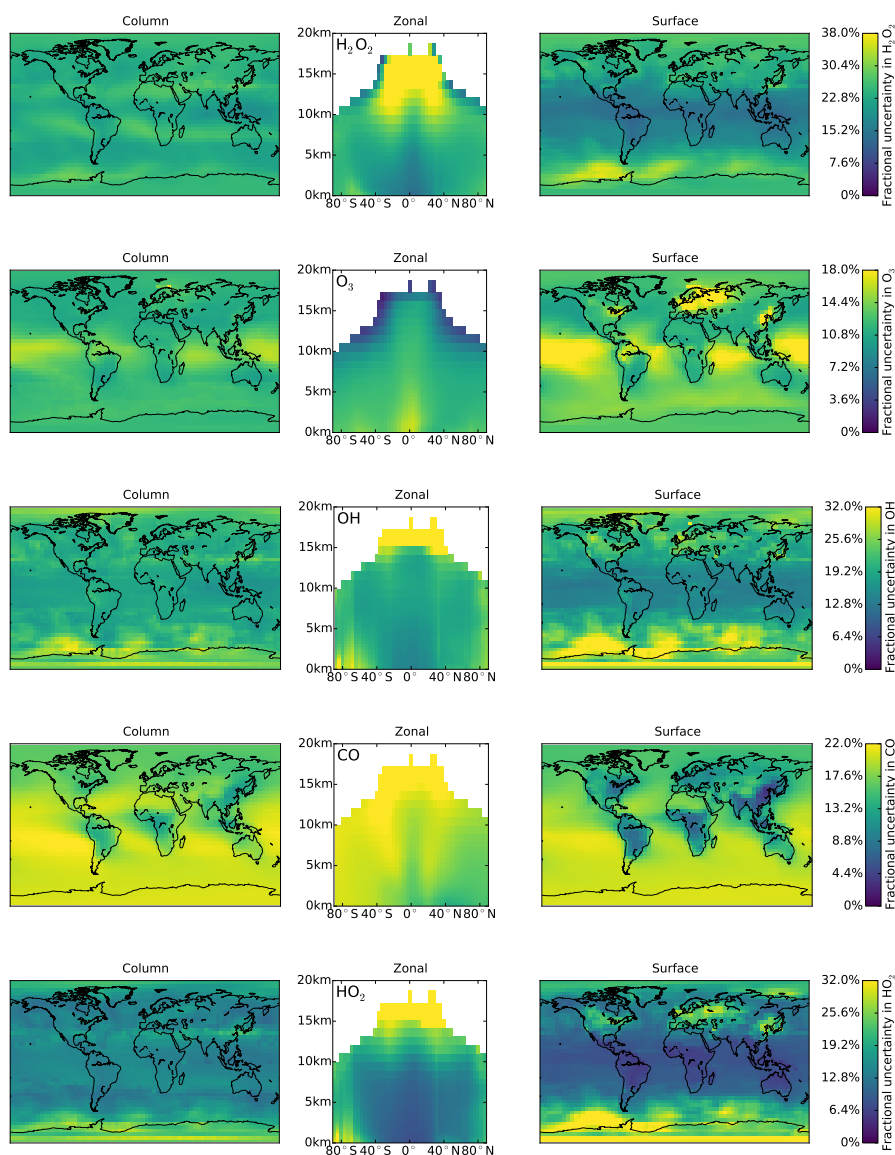 Column Zonal Surface
20km H₂O₂ 38.0%
15km 30.4%
10km 22.8%
5km 15.2%
0km 7.6%
80°S 40°S 0° 40°N 80°N 0%
Fractional uncertainty in H₂O₂
Column Zonal Surface
20km O₃ 18.0%
15km 14.4%
10km 10.8%
5km 7.2%
0km 3.6%
80°S 40°S 0° 40°N 80°N 0%
Fractional uncertainty in O₃
Column Zonal Surface
20km OH 32.0%
15km 25.6%
10km 19.2%
5km 12.8%
0km 6.4%
80°S 40°S 0° 40°N 80°N 0%
Fractional uncertainty in OH
Column Zonal Surface
20km CO 22.0%
15km 17.6%
10km 13.2%
5km 8.8%
0km 4.4%
80°S 40°S 0° 40°N 80°N 0%
Fractional uncertainty in CO
Column Zonal Surface
20km HO₂ 32.0%
15km 25.6%
10km 19.2%
5km 12.8%
0km 6.4%
80°S 40°S 0° 40°N 80°N 0%
Fractional uncertainty in HO₂